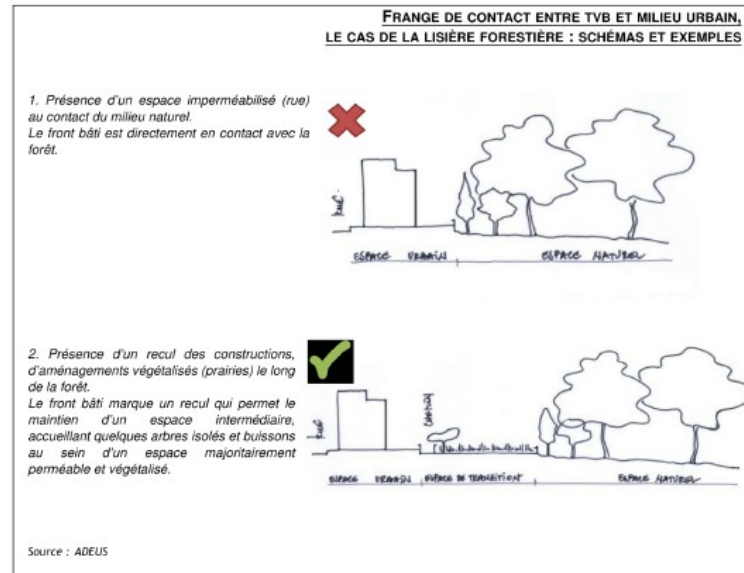 FRANGE DE CONTACT ENTRE TVB ET MILIEU URBAIN,
LE CAS DE LA LISIÈRE FORESTIÈRE : SCHÉMAS ET EXEMPLES
1. Présence d'un espace imperméabilisé (rue)
au contact du milieu naturel.
Le front bâti est directement en contact avec la
forêt.
RUE
ESPACE URBAIN
ESPACE NATUREL
2. Présence d'un recul des constructions,
d'aménagements végétalisés (prairies) le long
de la forêt.
Le front bâti marque un recul qui permet le
maintien d'un espace intermédiaire,
accueillant quelques arbres isolés et buissons
au sein d'un espace majoritairement
perméable et végétalisé.
RUE
CHEMIN
ESPACE URBAIN
ESPACE DE TRANSITION
ESPACE NATUREL
Source : ADEUS